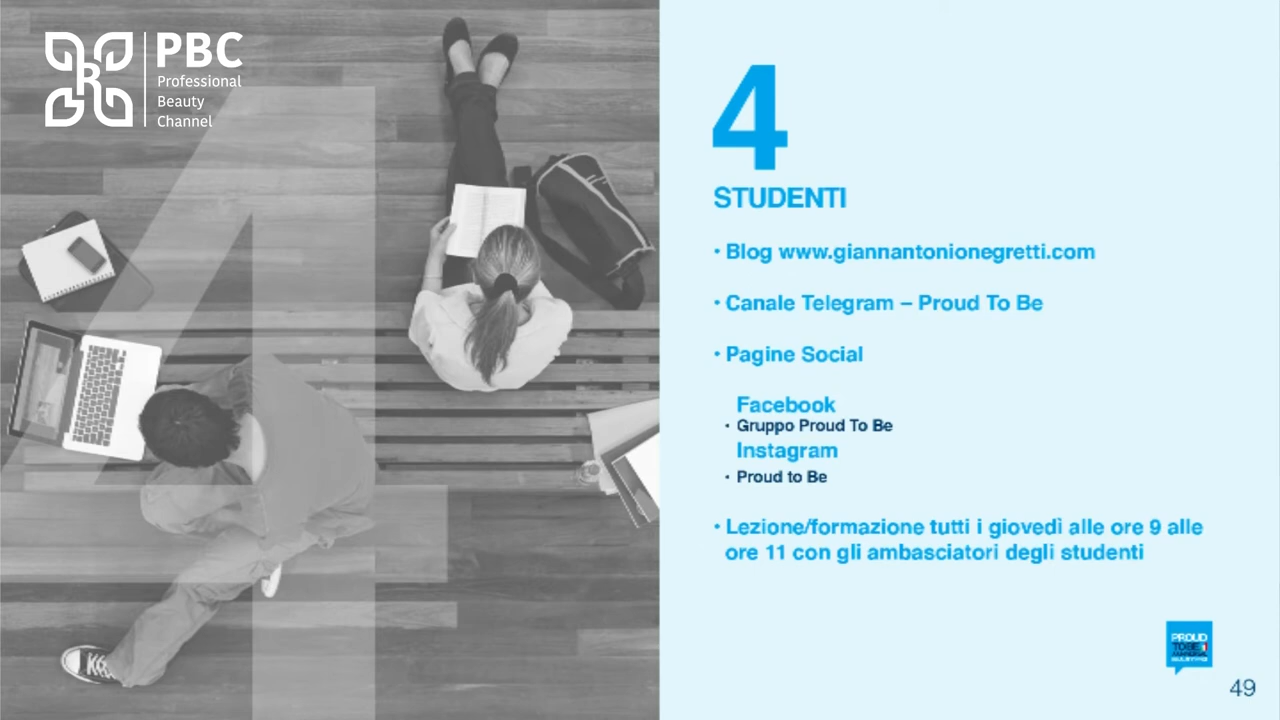 PBC
Professional
Beauty
Channel
4
STUDENTI
• Blog www.giannantonionegretti.com
• Canale Telegram – Proud To Be
• Pagine Social
Facebook
• Gruppo Proud To Be
Instagram
• Proud to Be
• Lezione/formazione tutti i giovedì alle ore 9 alle
ore 11 con gli ambasciatori degli studenti
PROUD
TO BE
49